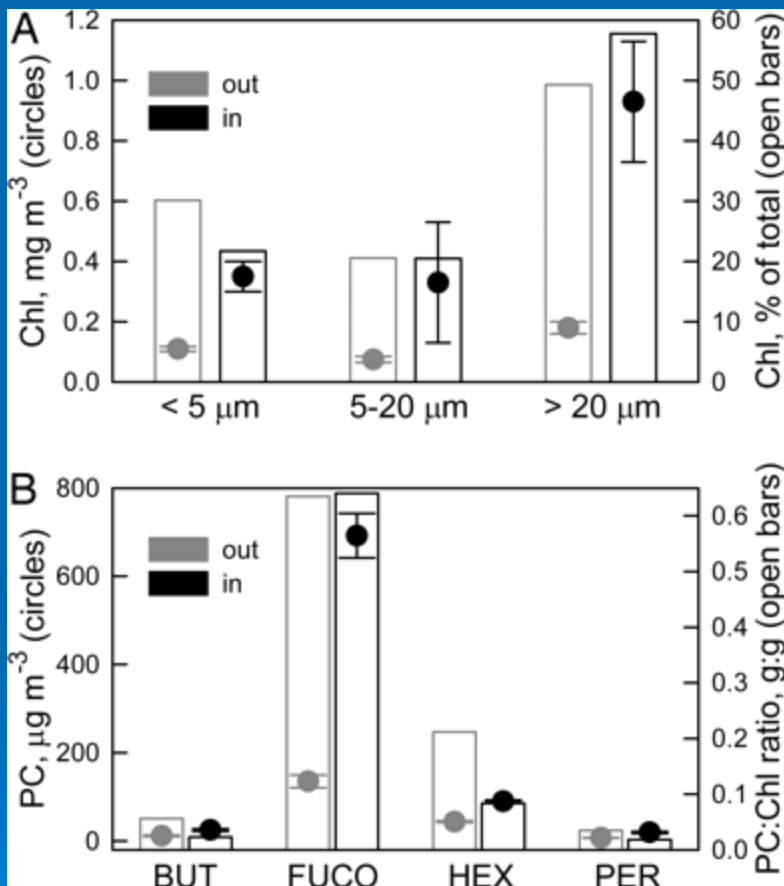 A
Chl, mg m⁻³ (circles)
1.2
1.0
0.8
0.6
0.4
0.2
0.0
out
in
60
50
40
30
20
10
0
Chl, % of total (open bars)
< 5 μm
5-20 μm
> 20 μm
B
PC, μg m⁻³ (circles)
800
600
400
200
0
out
in
0.6
0.5
0.4
0.3
0.2
0.1
0.0
PC:Chl ratio, g:g (open bars)
BUT
FUCO
HEX
PER